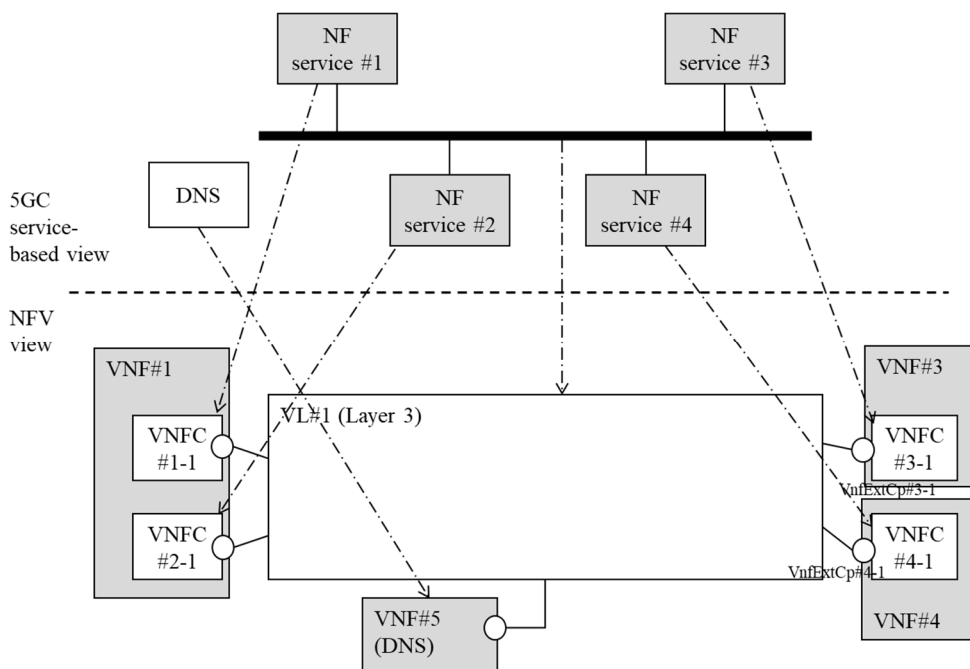 NF
service #1
NF
service #3
DNS
NF
service #2
NF
service #4
5GC
service-
based view
NFV
view
VNF#1
VNF#3
VL#1 (Layer 3)
VNFC
#1-1
VNFC
#3-1
VnfExtCp#3-1
VNFC
#2-1
VNFC
#4-1
VnfExtCp#4-1
VNF#5
(DNS)
VNF#4